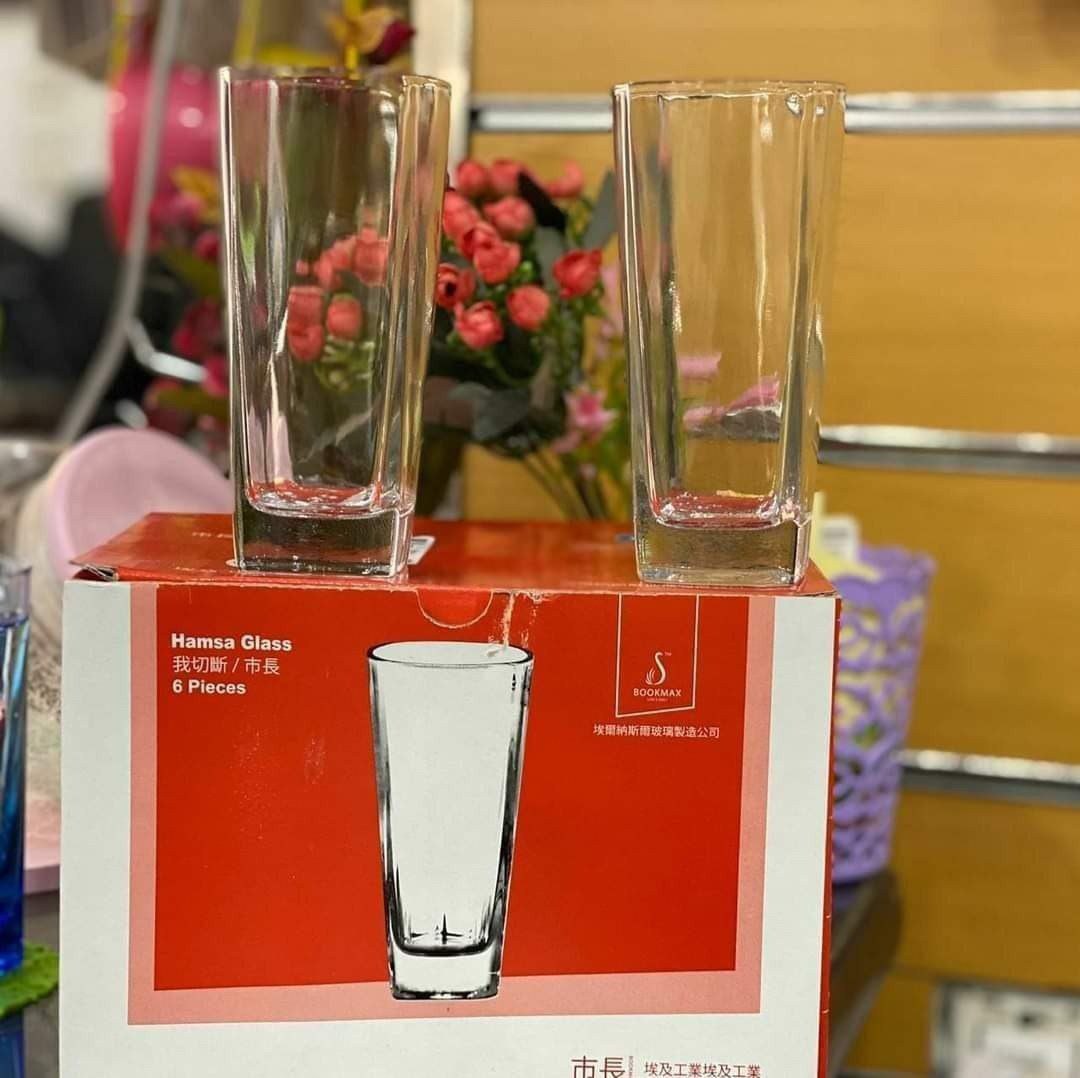 Hamsa Glass
我切斷 / 市長
6 Pieces
TM
BOOKMAX
埃爾納斯爾玻璃製造公司
市長
埃及工業埃及工業